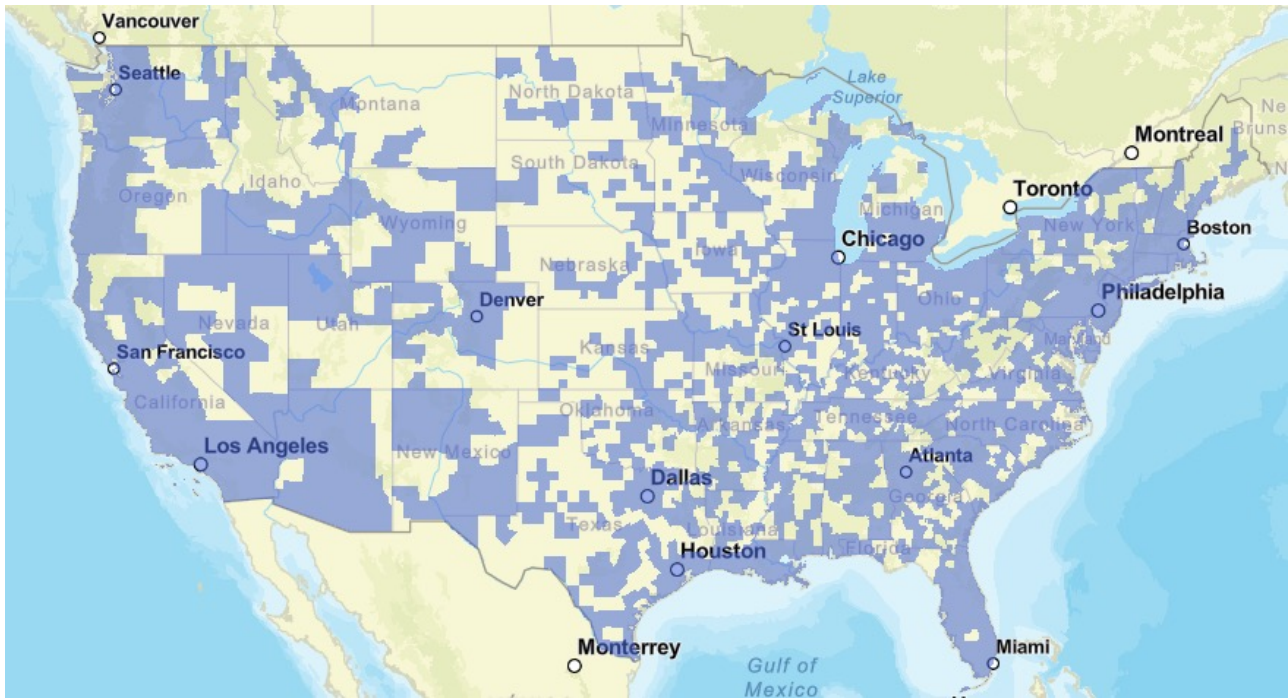 Vancouver
Seattle
Montana
North Dakota
Minnesota
Lake
Superior
Montreal
Ne
Bruns
South Dakota
Wisconsin
Michigan
Toronto
Oregon
Idaho
Wyoming
New York
Boston
Chicago
Iowa
Nebraska
Ohio
Philadelphia
Denver
Nevada
Utah
St Louis
Maryland
San Francisco
Kansas
Missouri
Kentucky
Virginia
California
Oklahoma
Arkansas
Tennessee
North Carolina
Los Angeles
New Mexico
Atlanta
Dallas
Georgia
Texas
Louisiana
Houston
Florida
Monterrey
Miami
Gulf of
Mexico